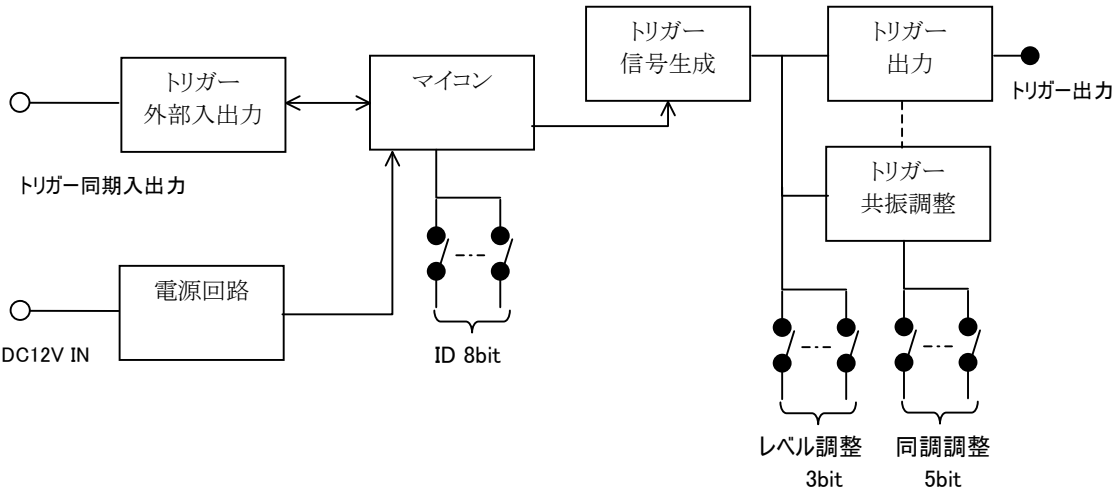 トリガー
信号生成
トリガー
出力
トリガー出力
トリガー
外部入出力
マイコン
トリガー同期入出力
トリガー
共振調整
電源回路
DC12V IN
ID 8bit
レベル調整
3bit
同調調整
5bit